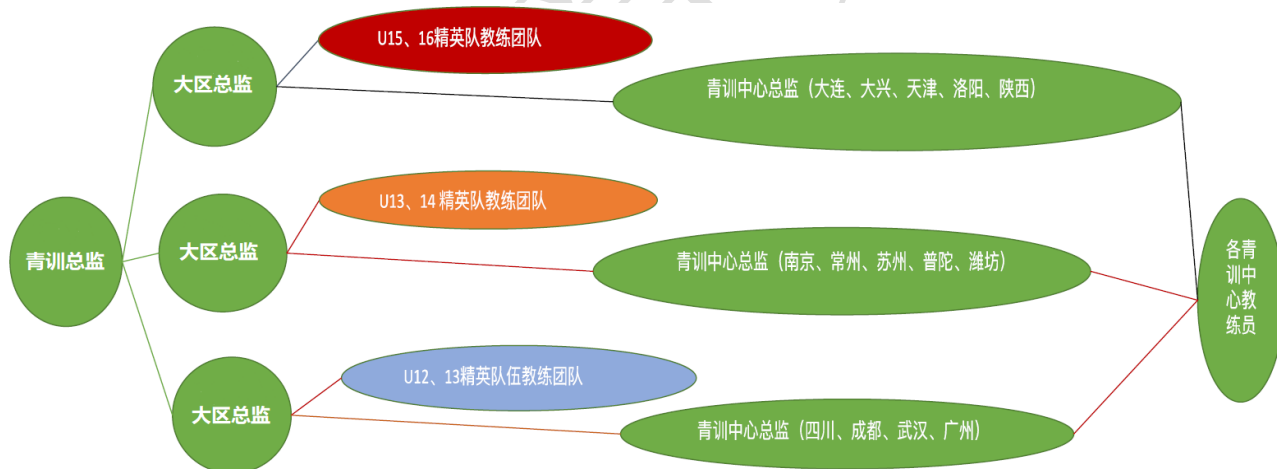 大区总监
U15、16精英队教练团队
青训中心总监（大连、大兴、天津、洛阳、陕西）
青训总监
大区总监
U13、14 精英队教练团队
青训中心总监（南京、常州、苏州、普陀、潍坊）
大区总监
U12、13精英队伍教练团队
青训中心总监（四川、成都、武汉、广州）
各青
训中
心教
练员